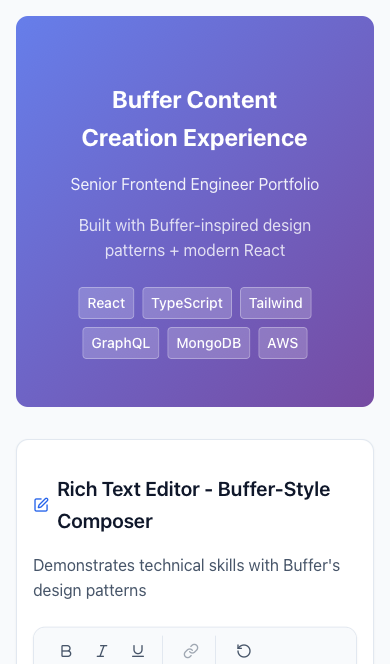 Buffer Content
Creation Experience
Senior Frontend Engineer Portfolio
Built with Buffer-inspired design
patterns + modern React
React TypeScript Tailwind
GraphQL MongoDB AWS
Rich Text Editor - Buffer-Style
Composer
Demonstrates technical skills with Buffer's
design patterns
B I U